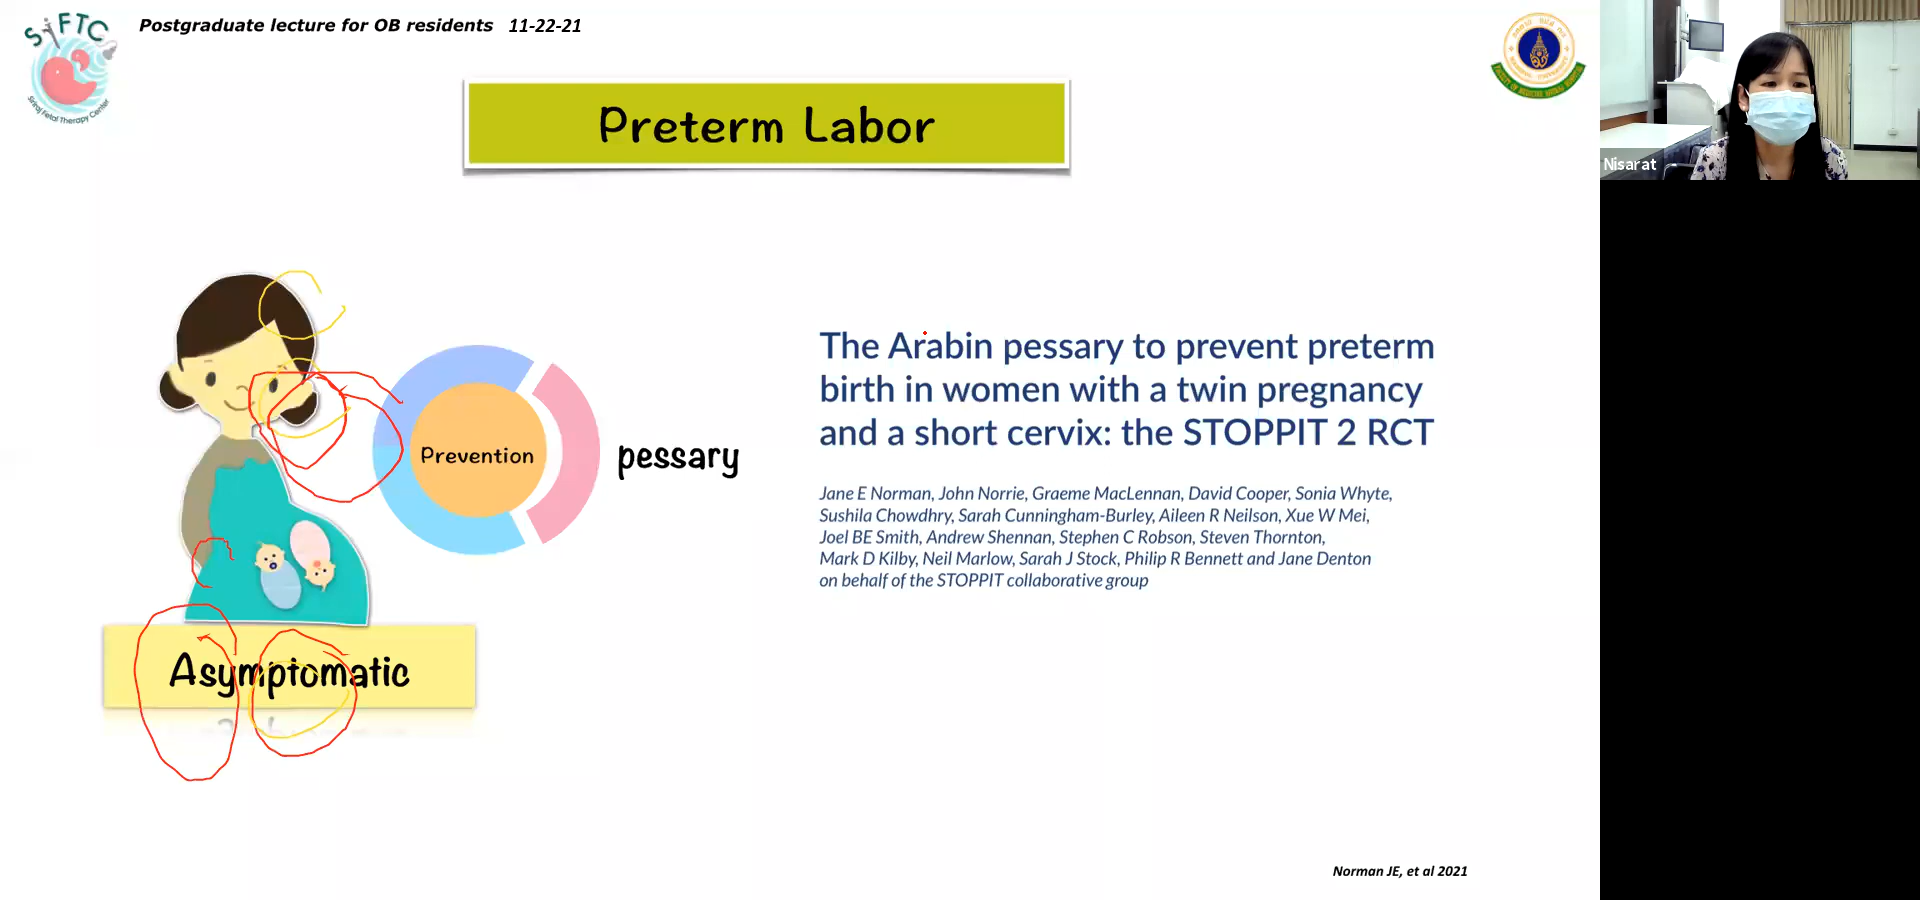 SiFTC
Siriraj Fetal Therapy Center
Postgraduate lecture for OB residents 11-22-21
Preterm Labor
Nisarat
Prevention
pessary
Asymptomatic
The Arabin pessary to prevent preterm
birth in women with a twin pregnancy
and a short cervix: the STOPPIT 2 RCT
Jane E Norman, John Norrie, Graeme MacLennan, David Cooper, Sonia Whyte,
Sushila Chowdhry, Sarah Cunningham-Burley, Aileen R Neilson, Xue W Mei,
Joel BE Smith, Andrew Shennan, Stephen C Robson, Steven Thornton,
Mark D Kilby, Neil Marlow, Sarah J Stock, Philip R Bennett and Jane Denton
on behalf of the STOPPIT collaborative group
Norman JE, et al 2021